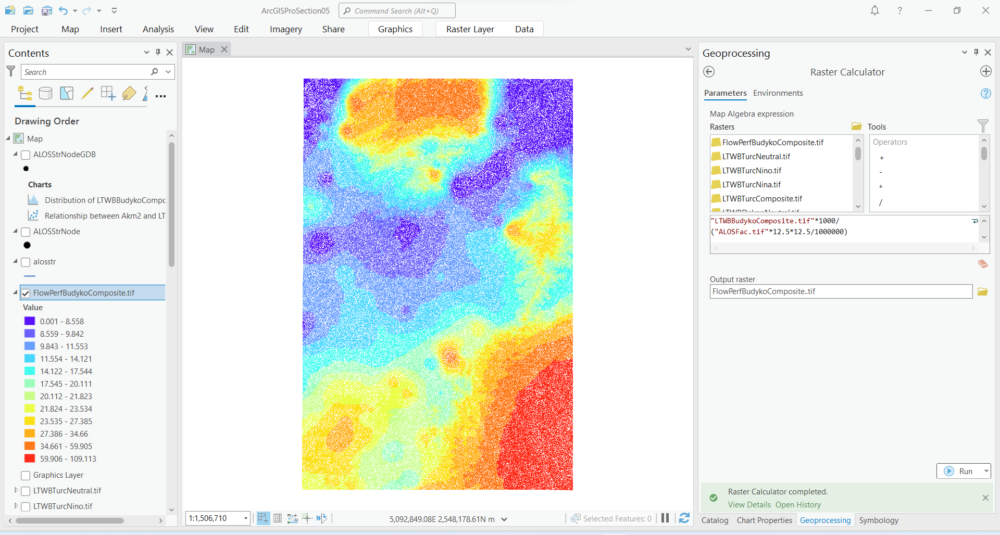 ArcGISProSection05
Command Search (Alt+Q)
?
Project
Map
Insert
Analysis
View
Edit
Imagery
Share
Graphics
Raster Layer
Data
Contents
Search
Drawing Order
Map
ALOSStrNodeGDB
Charts
Distribution of LTWBBudykoCompo
Relationship between Akm2 and LT
ALOSStrNode
alosstr
FlowPerfBudykoComposite.tif
Value
0.001 - 8.558
8.559 - 9.842
9.843 - 11.553
11.554 - 14.121
14.122 - 17.544
17.545 - 20.111
20.112 - 21.823
21.824 - 23.534
23.535 - 27.385
27.386 - 34.66
34.661 - 59.905
59.906 - 109.113
Graphics Layer
LTWBTurcNeutral.tif
LTWBTurcNino.tif
Map
1:1,506,710
N
5,092,849.08E 2,548,178.61N m
Selected Features: 0
Geoprocessing
Raster Calculator
Parameters
Environments
?
Map Algebra expression
Rasters
Tools
FlowPerfBudykoComposite.tif
LTWBTurcNeutral.tif
LTWBTurcNino.tif
LTWBTurcNina.tif
LTWBTurcComposite.tif
Operators
+
-
*
/
"LTWBBudykoComposite.tif"*1000/
("ALOSFac.tif"*12.5*12.5/1000000)
Output raster
FlowPerfBudykoComposite..tif
Run
Raster Calculator completed.
View Details Open History
Catalog
Chart Properties
Geoprocessing
Symbology